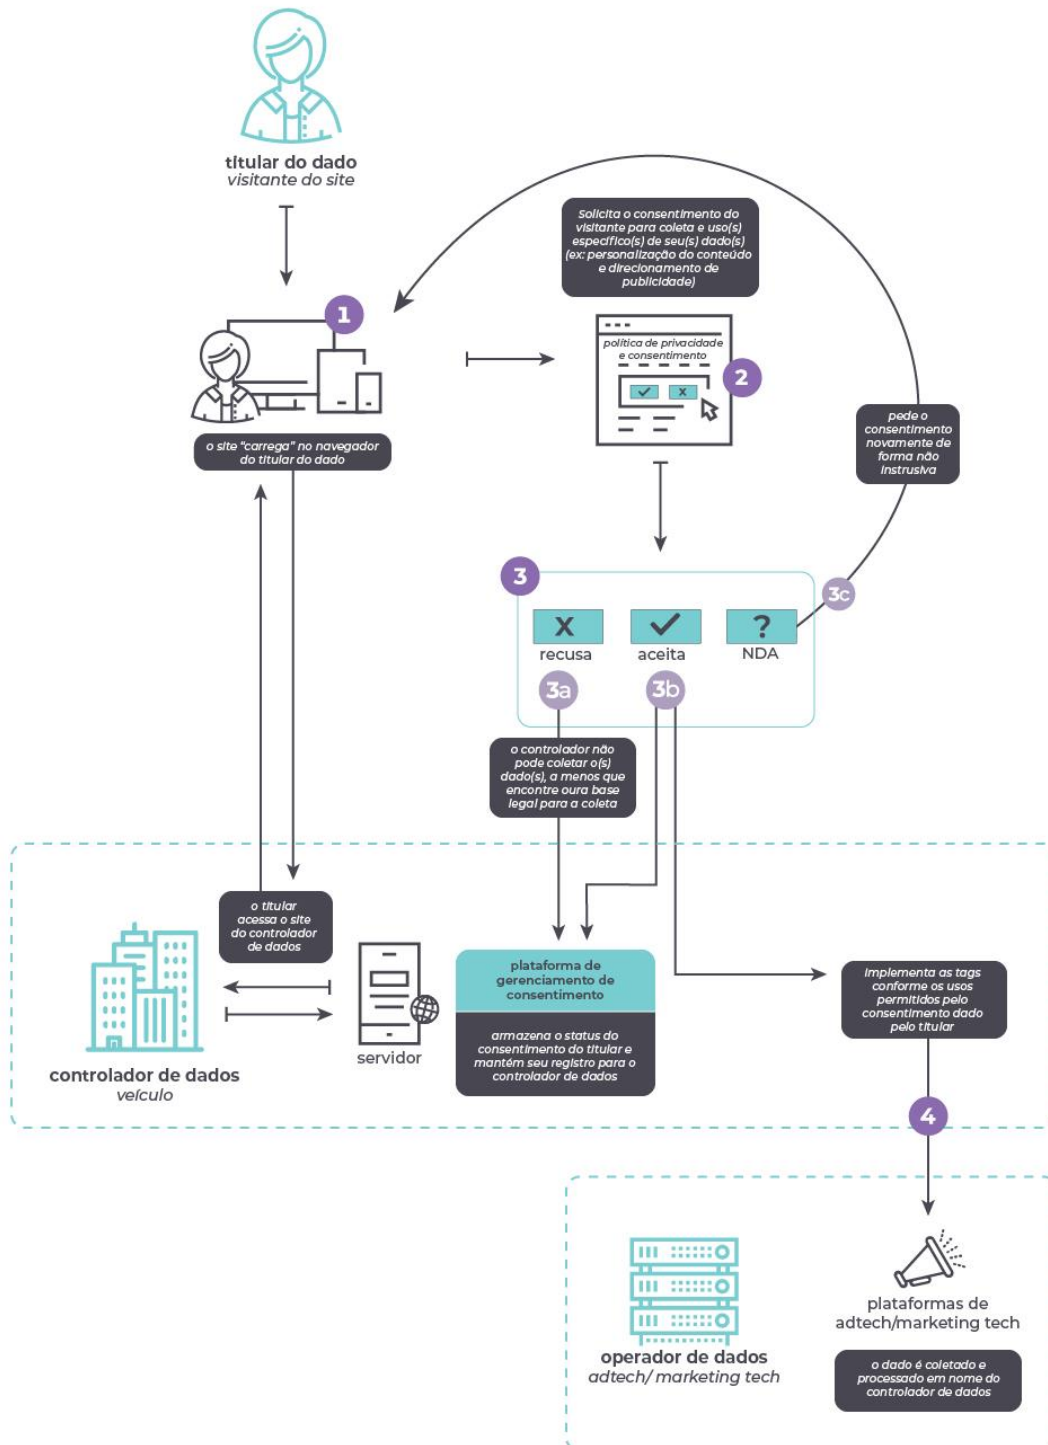 titular do dado
visitante do site
Solicita o consentimento do
visitante para coleta e uso(s)
específico(s) de seu(s) dado(s)
(ex: personalização do conteúdo
e direcionamento de
publicidade)
1
política de privacidade
e consentimento
2
o site "carrega" no navegador
do titular do dado
pede o
consentimento
novamente de
forma não
instrusiva
3
X
?
recusa
aceita
NDA
3c
3a
3b
o controlador não
pode coletar o(s)
dado(s), a menos que
encontre oura base
legal para a coleta
o titular
acessa o site
do controlador
de dados
plataforma de
gerenciamento de
consentimento
armazena o status do
consentimento do titular e
mantém seu registro para o
controlador de dados
Implementa as tags
conforme os usos
permitidos pelo
consentimento dado
pelo titular
servidor
controlador de dados
veículo
4
plataformas de
adtech/marketing tech
operador de dados
adtech/ marketing tech
o dado é coletado e
processado em nome do
controlador de dados